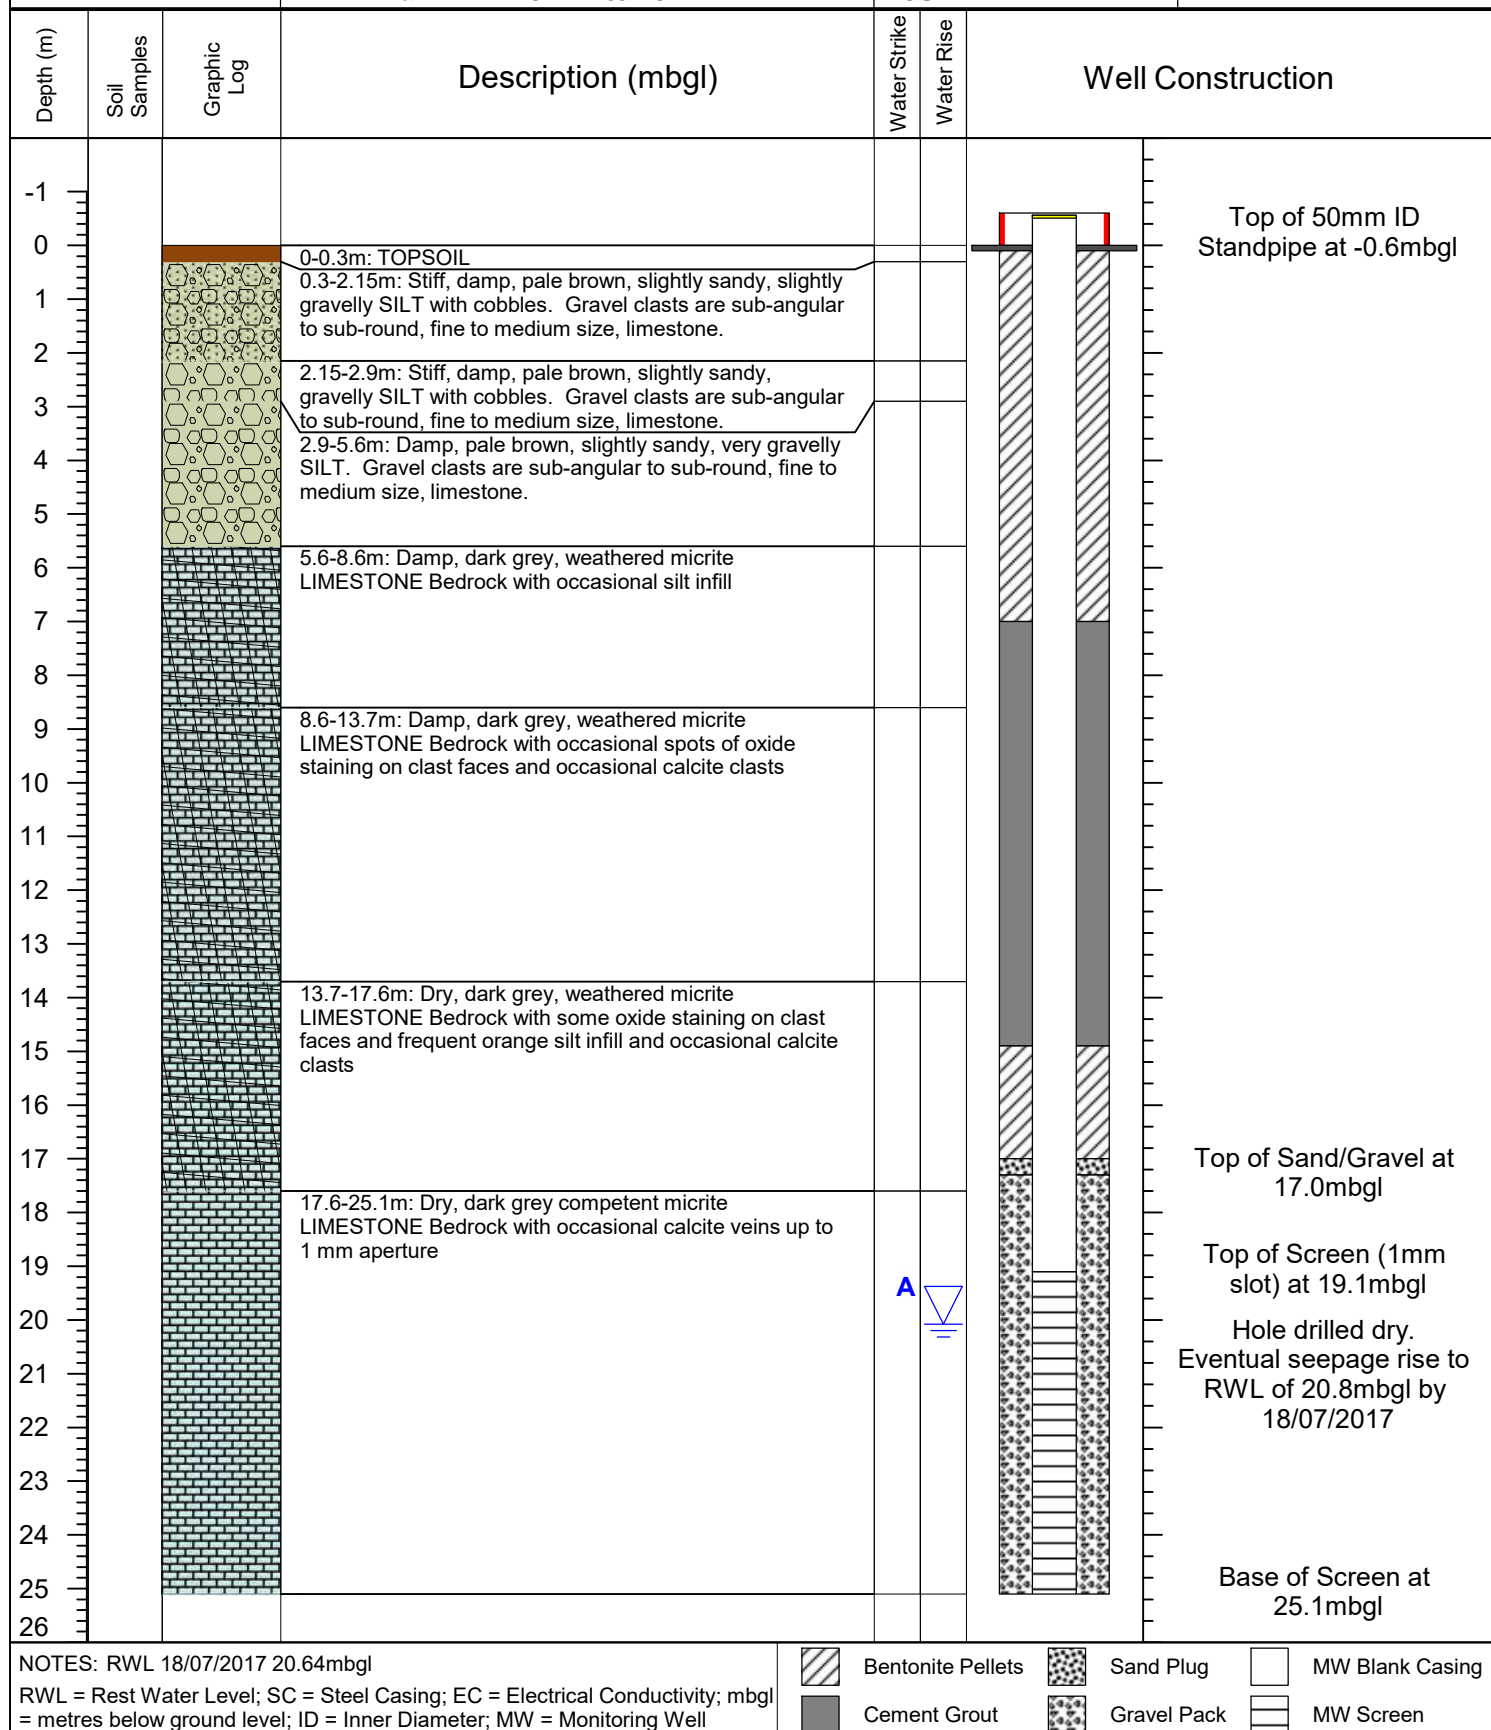 Depth (m)
Soil
Samples
Graphic
Log
Description (mbgl)
Water Strike
Water Rise
Well Construction
-1
0
1
2
3
4
5
6
7
8
9
10
11
12
13
14
15
16
17
18
19
20
21
22
23
24
25
26
0-0.3m: TOPSOIL
0.3-2.15m: Stiff, damp, pale brown, slightly sandy, slightly
gravelly SILT with cobbles. Gravel clasts are sub-angular
to sub-round, fine to medium size, limestone.
2.15-2.9m: Stiff, damp, pale brown, slightly sandy,
gravelly SILT with cobbles. Gravel clasts are sub-angular
to sub-round, fine to medium size, limestone.
2.9-5.6m: Damp, pale brown, slightly sandy, very gravelly
SILT. Gravel clasts are sub-angular to sub-round, fine to
medium size, limestone.
5.6-8.6m: Damp, dark grey, weathered micrite
LIMESTONE Bedrock with occasional silt infill
8.6-13.7m: Damp, dark grey, weathered micrite
LIMESTONE Bedrock with occasional spots of oxide
staining on clast faces and occasional calcite clasts
13.7-17.6m: Dry, dark grey, weathered micrite
LIMESTONE Bedrock with some oxide staining on clast
faces and frequent orange silt infill and occasional calcite
clasts
17.6-25.1m: Dry, dark grey competent micrite
LIMESTONE Bedrock with occasional calcite veins up to
1 mm aperture
A
Top of 50mm ID
Standpipe at -0.6mbgl
Top of Sand/Gravel at
17.0mbgl
Top of Screen (1mm
slot) at 19.1mbgl
Hole drilled dry.
Eventual seepage rise to
RWL of 20.8mbgl by
18/07/2017
Base of Screen at
25.1mbgl
NOTES: RWL 18/07/2017 20.64mbgl
RWL = Rest Water Level; SC = Steel Casing; EC = Electrical Conductivity; mbgl
= metres below ground level; ID = Inner Diameter; MW = Monitoring Well
Bentonite Pellets
Sand Plug
MW Blank Casing
Cement Grout
Gravel Pack
MW Screen